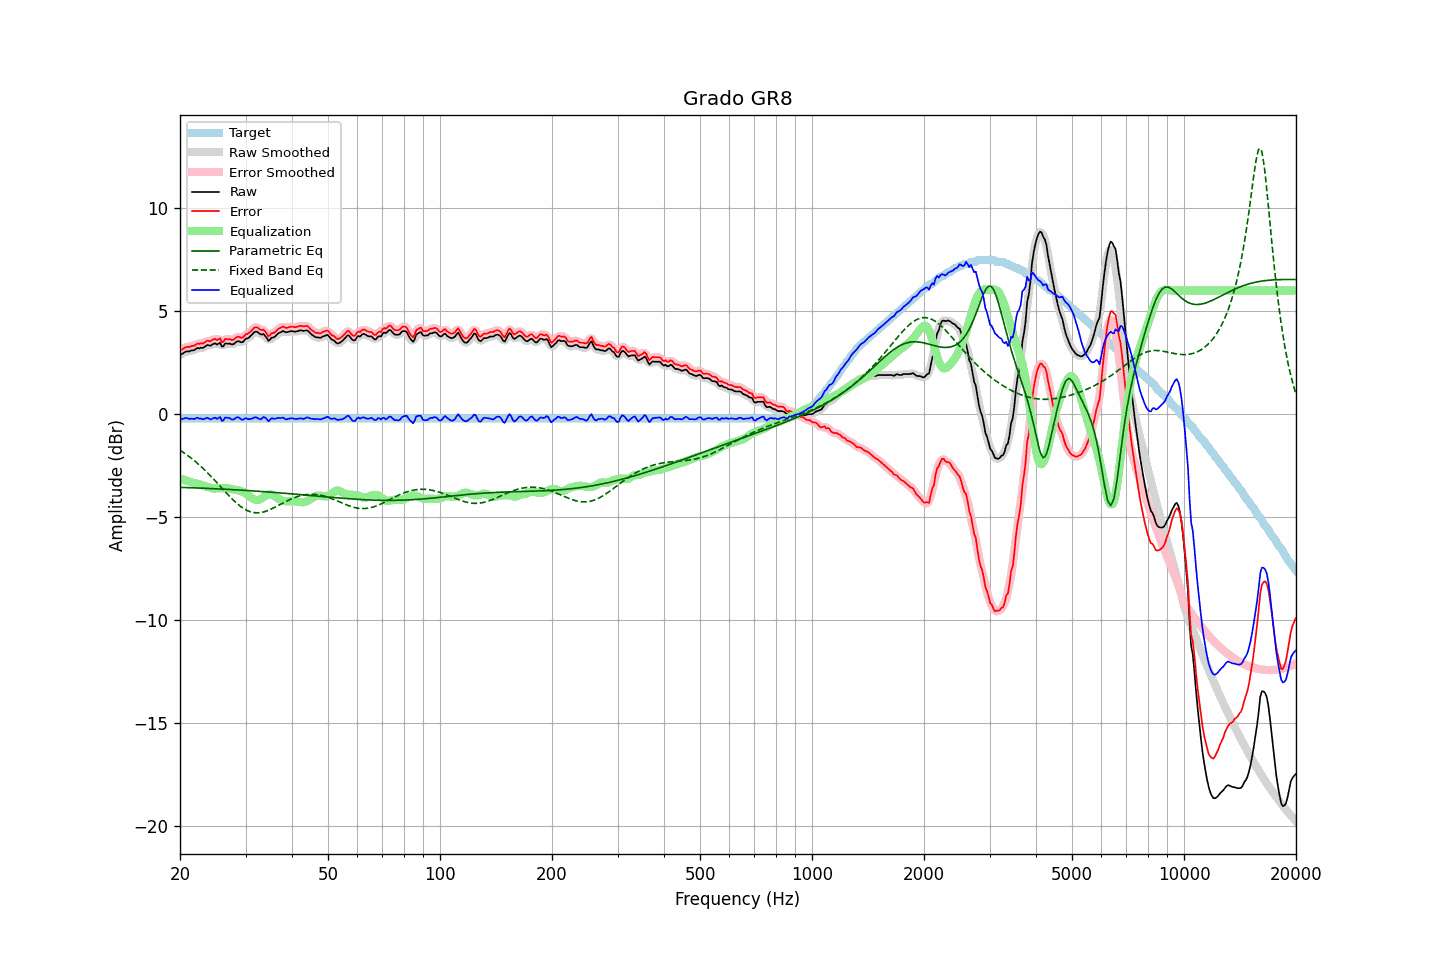 Grado GR8
Target
Raw Smoothed
Error Smoothed
Raw
Error
Equalization
Parametric Eq
Fixed Band Eq
Equalized
10
5
0
−5
−10
−15
−20
Amplitude (dBr)
20 50 100 200 500 1000 2000 5000 10000 20000
Frequency (Hz)